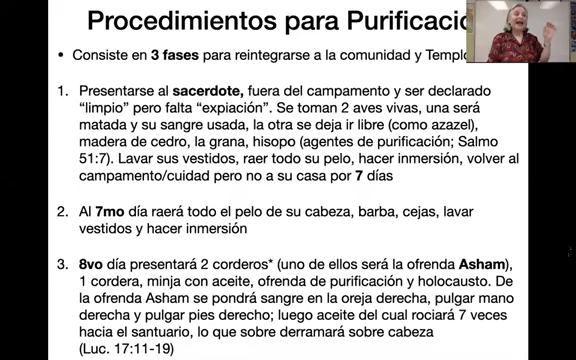 Procedimientos para Purificació
• Consiste en 3 fases para reintegrarse a la comunidad y Templo
1. Presentarse al sacerdote, fuera del campamento y ser declarado
“limpio” pero falta “expiación”. Se toman 2 aves vivas, una será
matada y su sangre usada, la otra se deja ir libre (como azazel),
madera de cedro, la grana, hisopo (agentes de purificación; Salmo
51:7). Lavar sus vestidos, raer todo su pelo, hacer inmersión, volver al
campamento/cuidad pero no a su casa por 7 días
2. Al 7mo día raerá todo el pelo de su cabeza, barba, cejas, lavar
vestidos y hacer inmersión
3. 8vo día presentará 2 corderos* (uno de ellos será la ofrenda Asham),
1 cordera, minja con aceite, ofrenda de purificación y holocausto. De
la ofrenda Asham se pondrá sangre en la oreja derecha, pulgar mano
derecha y pulgar pies derecho; luego aceite del cual rociará 7 veces
hacia el santuario, lo que sobre derramará sobre cabeza
(Luc. 17:11-19)